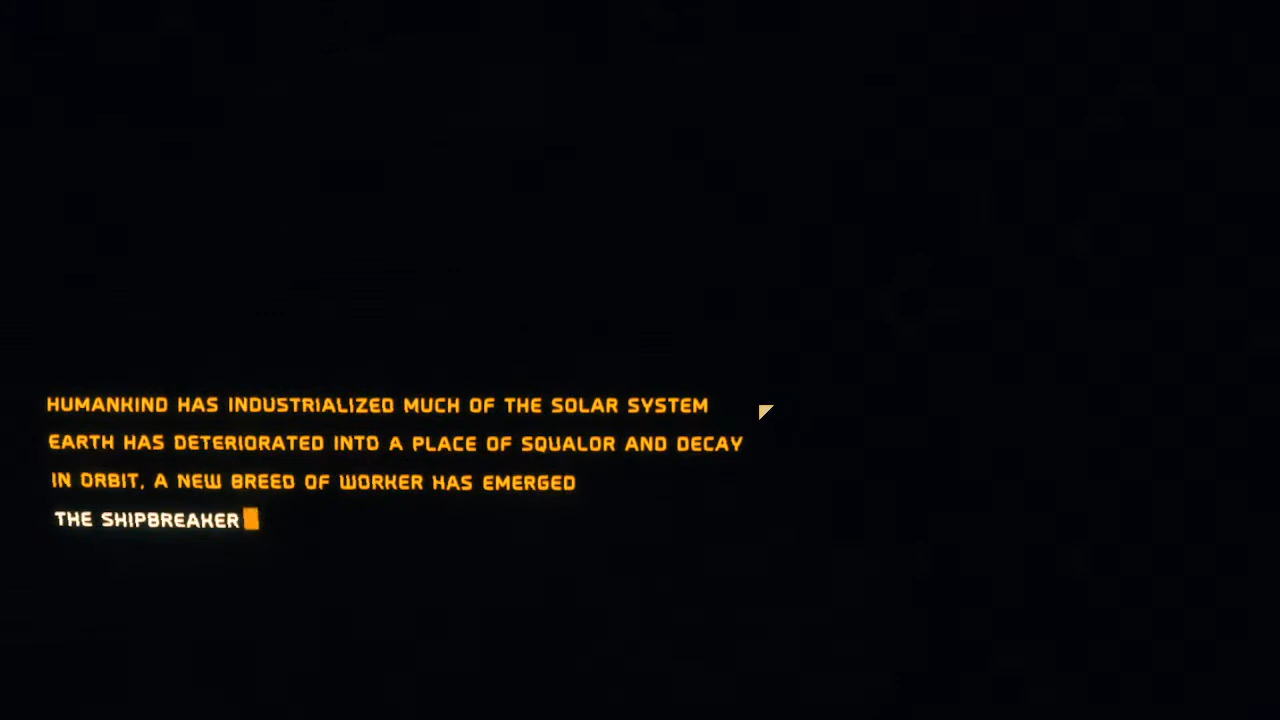 HUMANKIND HAS INDUSTRIALIZED MUCH OF THE SOLAR SYSTEM
EARTH HAS DETERIORATED INTO A PLACE OF SQUALOR AND DECAY
IN ORBIT, A NEW BREED OF WORKER HAS EMERGED
THE SHIPBREAKER